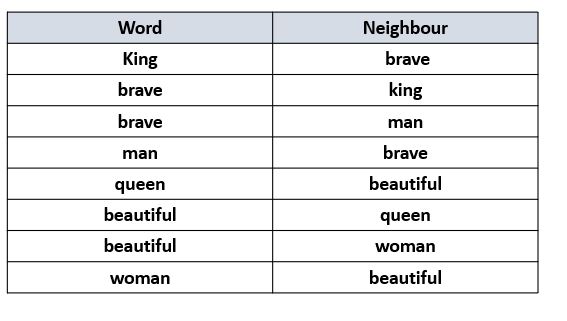 Word Neighbour
King brave
brave king
brave man
man brave
queen beautiful
beautiful queen
beautiful woman
woman beautiful